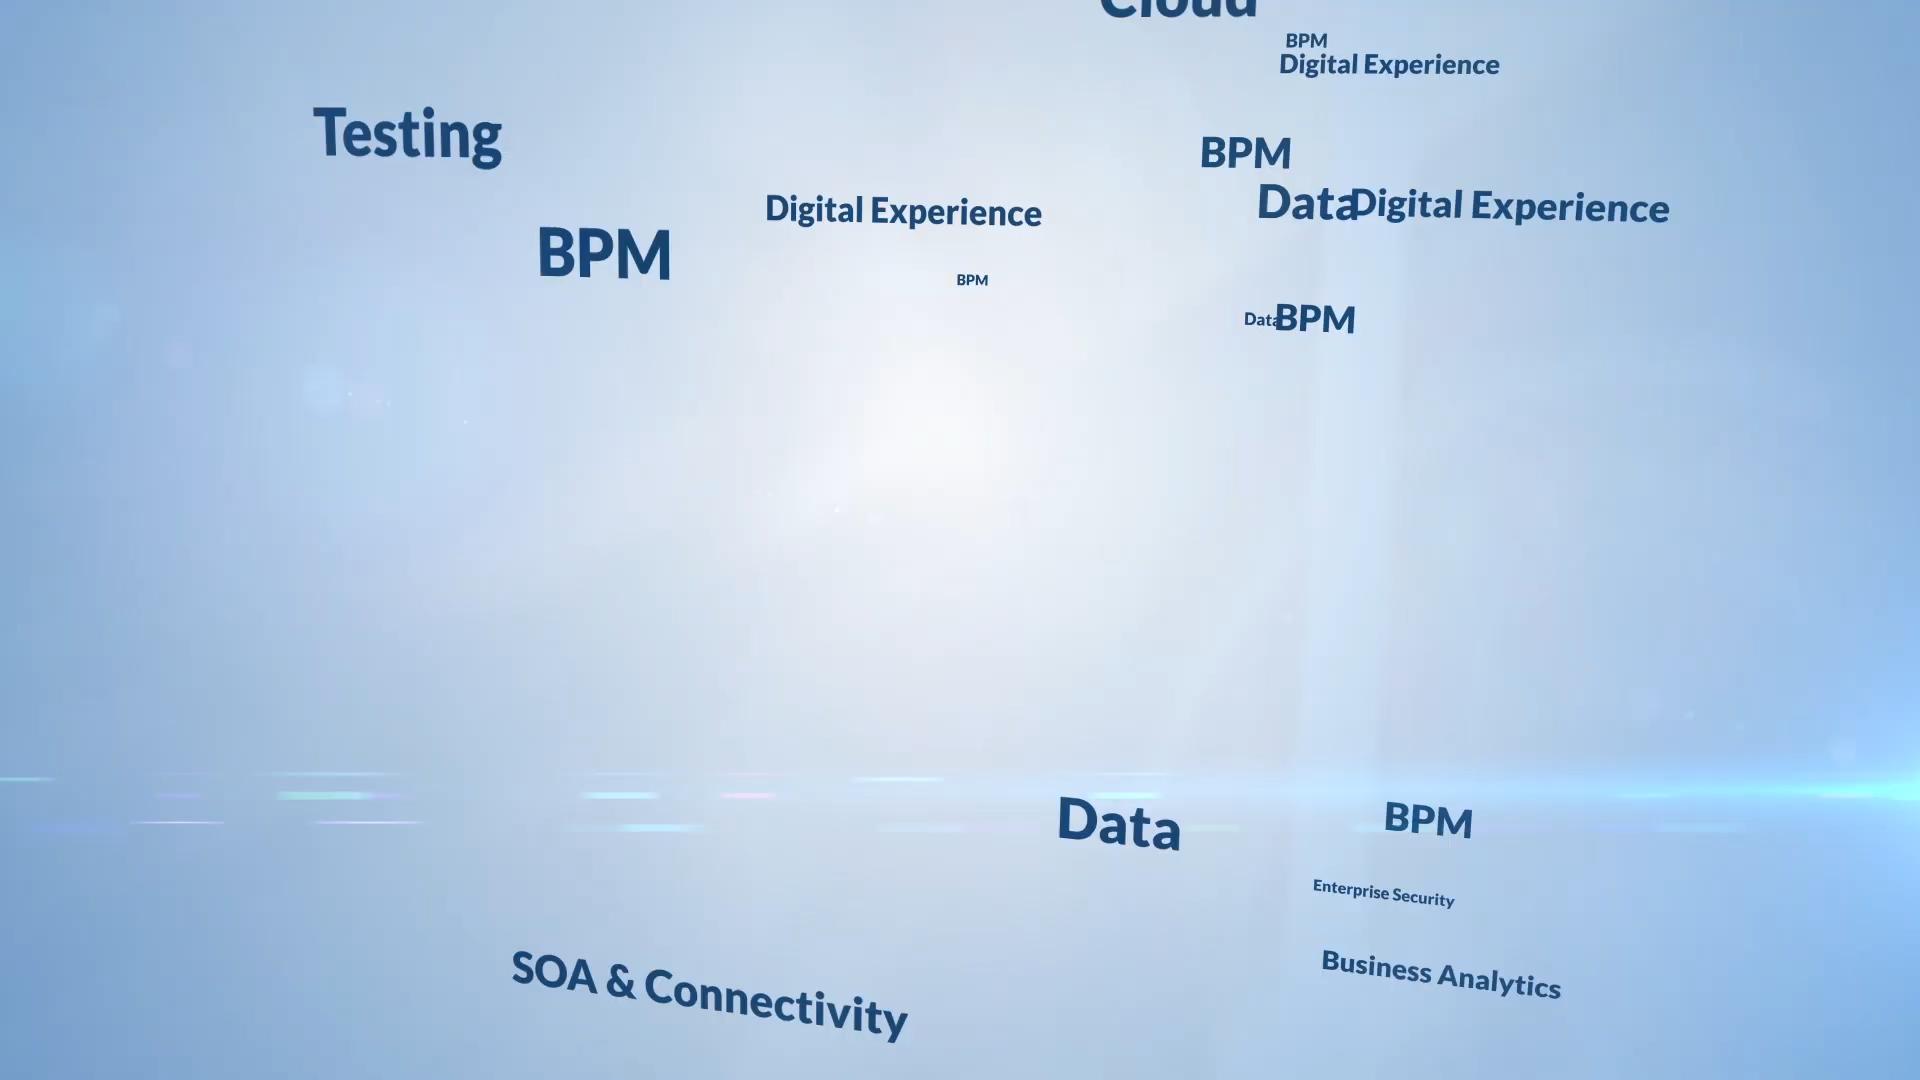 Cloud
BPM
Digital Experience
Testing
BPM
Data
Digital Experience
Digital Experience
BPM
BPM
Data
BPM
Data
BPM
Enterprise Security
Business Analytics
SOA & Connectivity